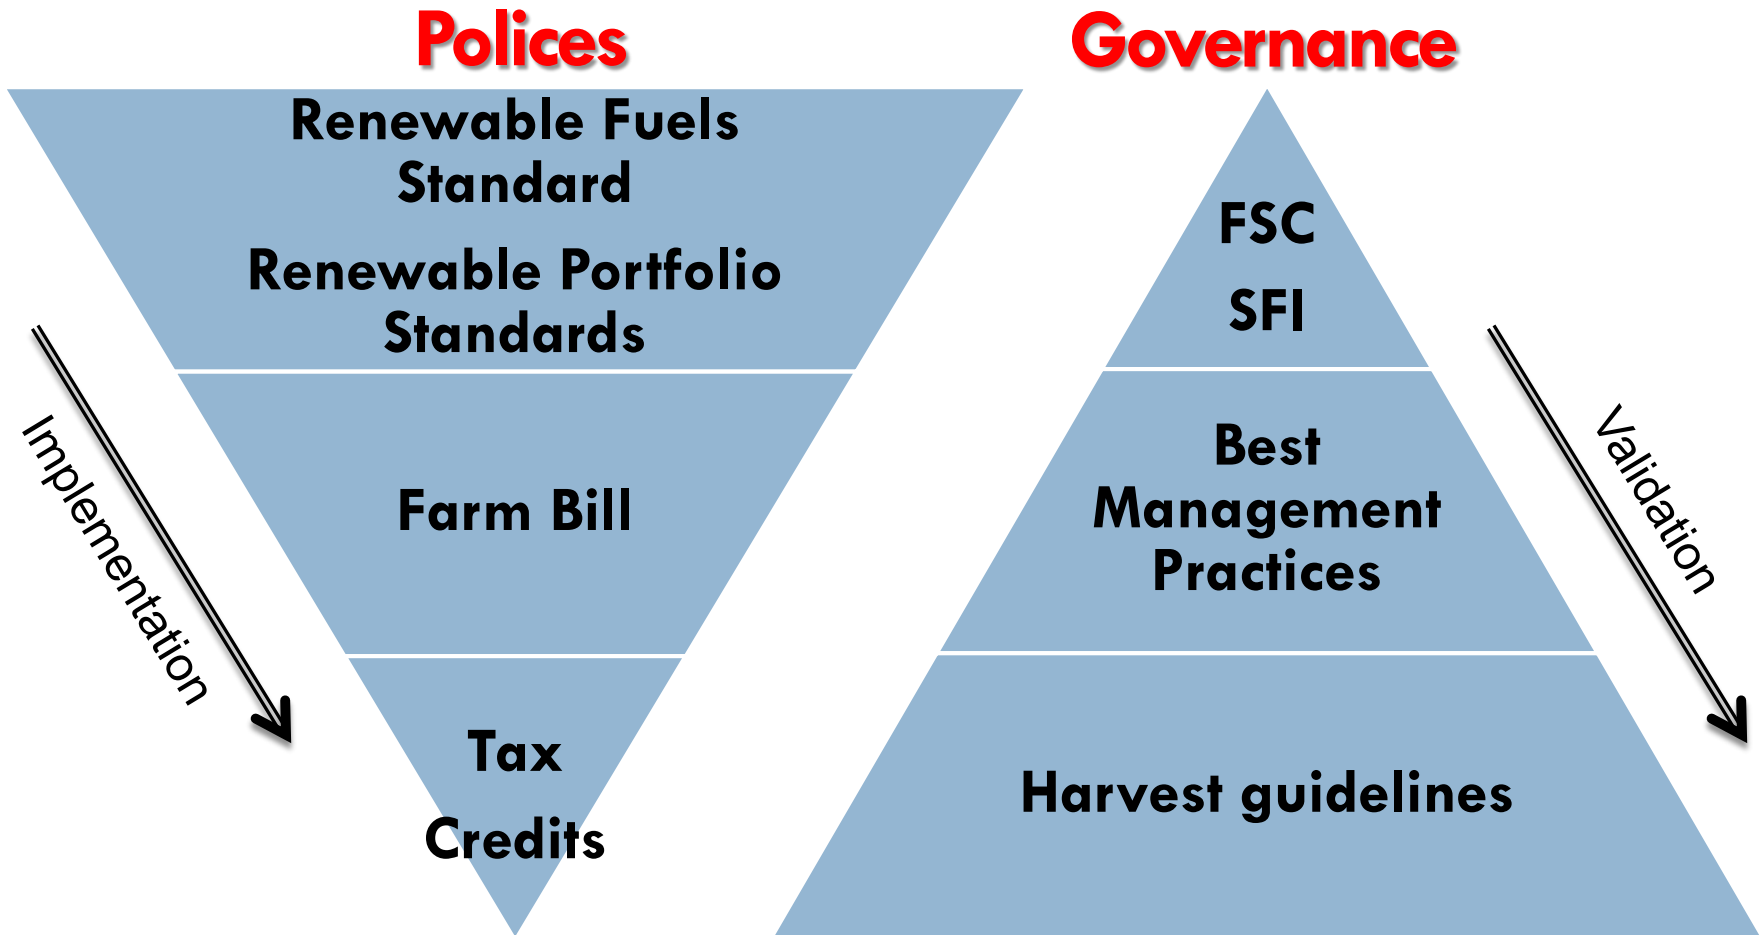 Polices
Renewable Fuels
Standard
Renewable Portfolio
Standards
Farm Bill
Tax
Credits
Implementation
Governance
FSC
SFI
Best
Management
Practices
Harvest guidelines
Validation